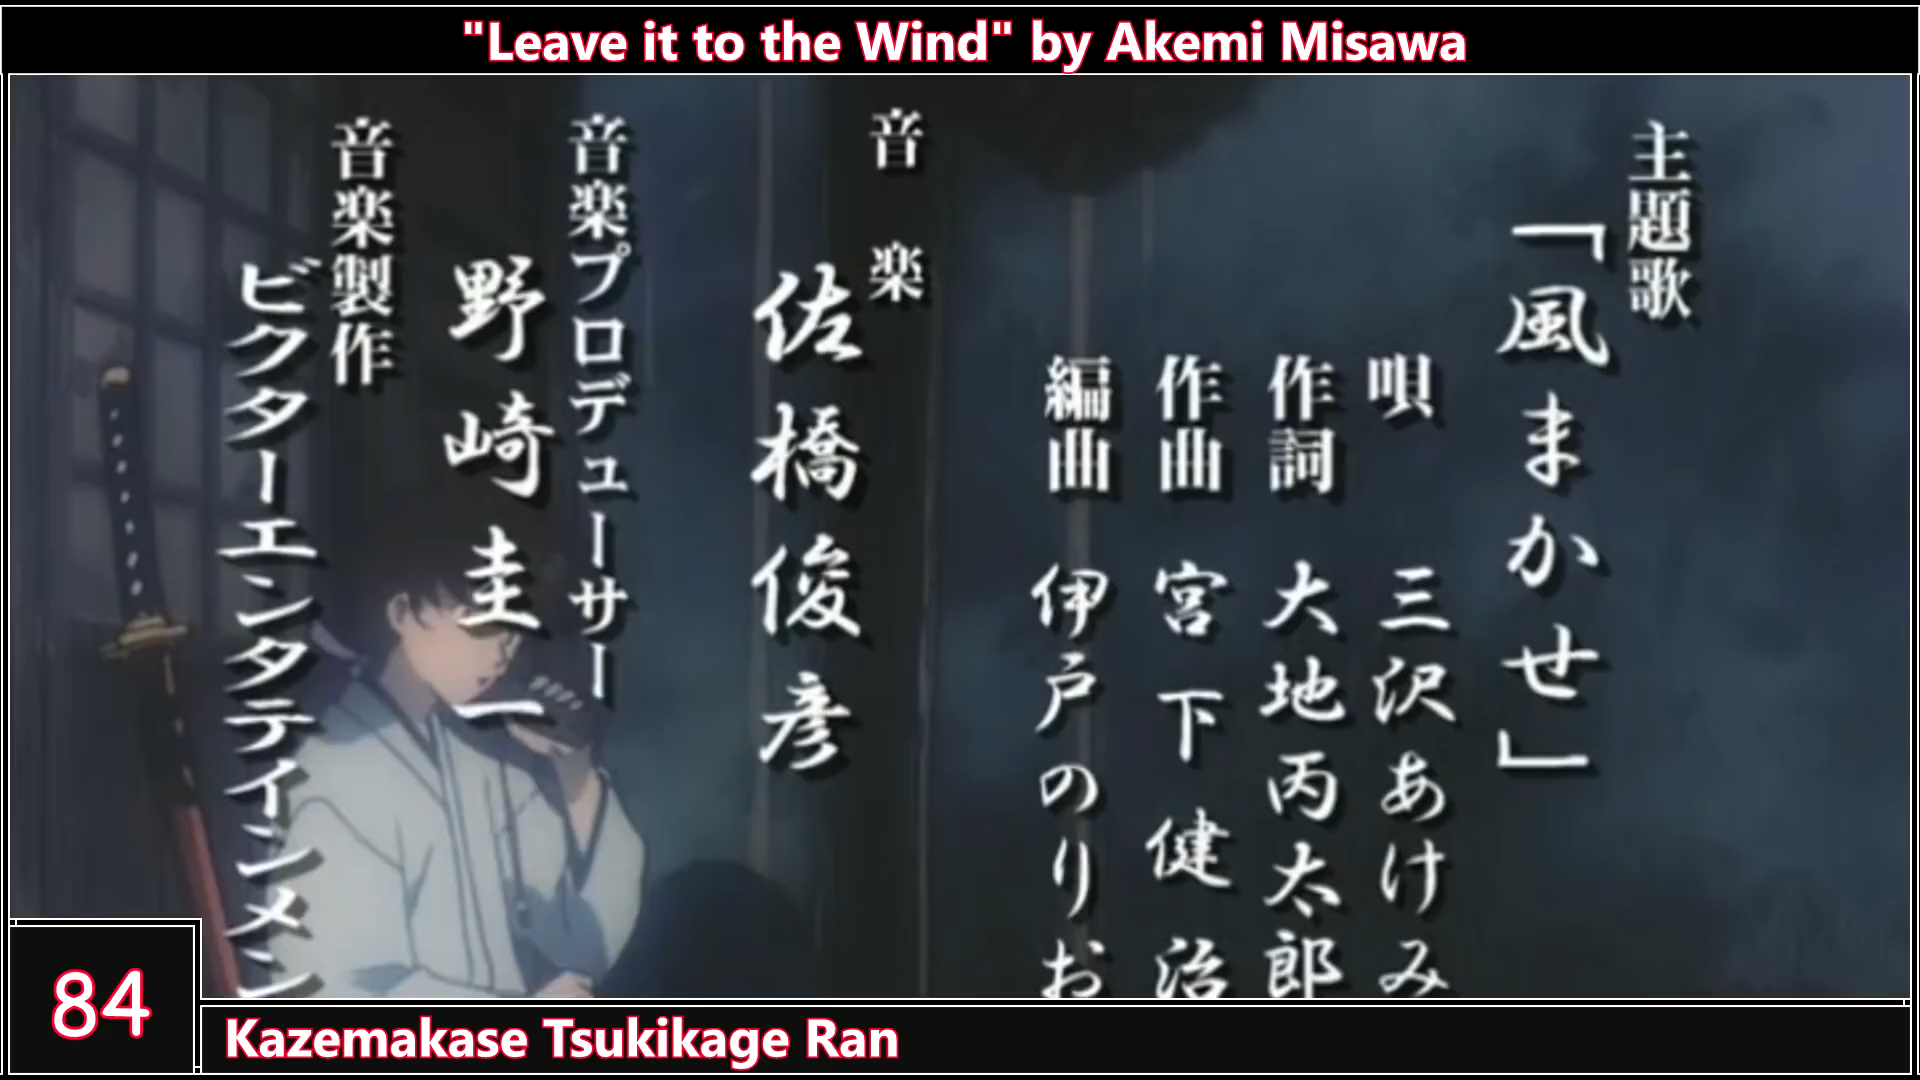 "Leave it to the Wind" by Akemi Misawa
主題歌
「風まかせ」
唄 三沢あけみ
作詞 大地丙太郎
作曲 宮下健治
編曲 伊戸のりお
音楽
佐橋俊彦
音楽プロデューサー
野崎圭一
音楽製作
ビクターエンタテインメン
84
Kazemakase Tsukikage Ran